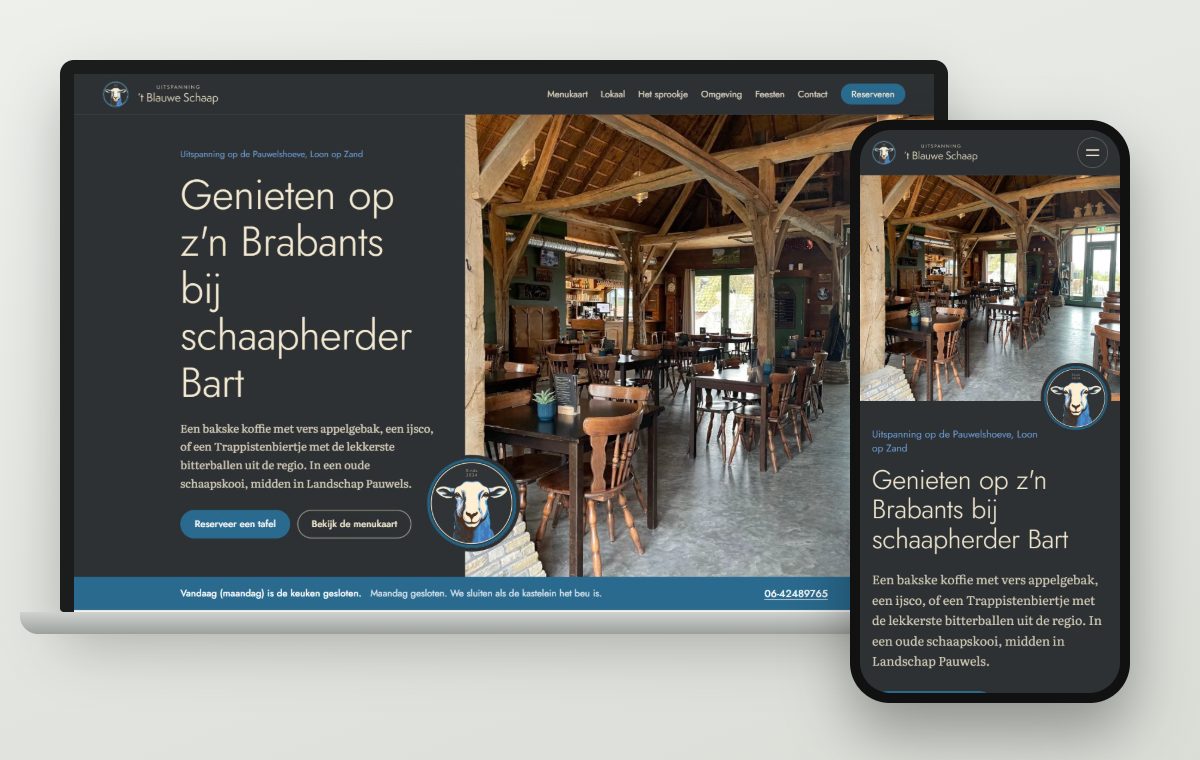 UITSPANNING
't Blauwe Schaap
Menukaart Lokaal Het sprookje Omgeving Feesten Contact Reserveren
Uitspanning op de Pauwelshoeve, Loon op Zand
Genieten op
z'n Brabants
bij
schaapherder
Bart
Een bakske koffie met vers appelgebak, een ijsco,
of een Trappistenbiertje met de lekkerste
bitterballen uit de regio. In een oude
schaapskooi, midden in Landschap Pauwels.
Reserveer een tafel Bekijk de menukaart
Vandaag (maandag) is de keuken gesloten. Maandag gesloten. We sluiten als de kastelein het beu is. 06-42489765
UITSPANNING
't Blauwe Schaap
Uitspanning op de Pauwelshoeve, Loon
op Zand
Genieten op z'n
Brabants bij
schaapherder Bart
Een bakske koffie met vers appelgebak,
een ijsco, of een Trappistenbiertje met
de lekkerste bitterballen uit de regio. In
een oude schaapskooi, midden in
Landschap Pauwels.